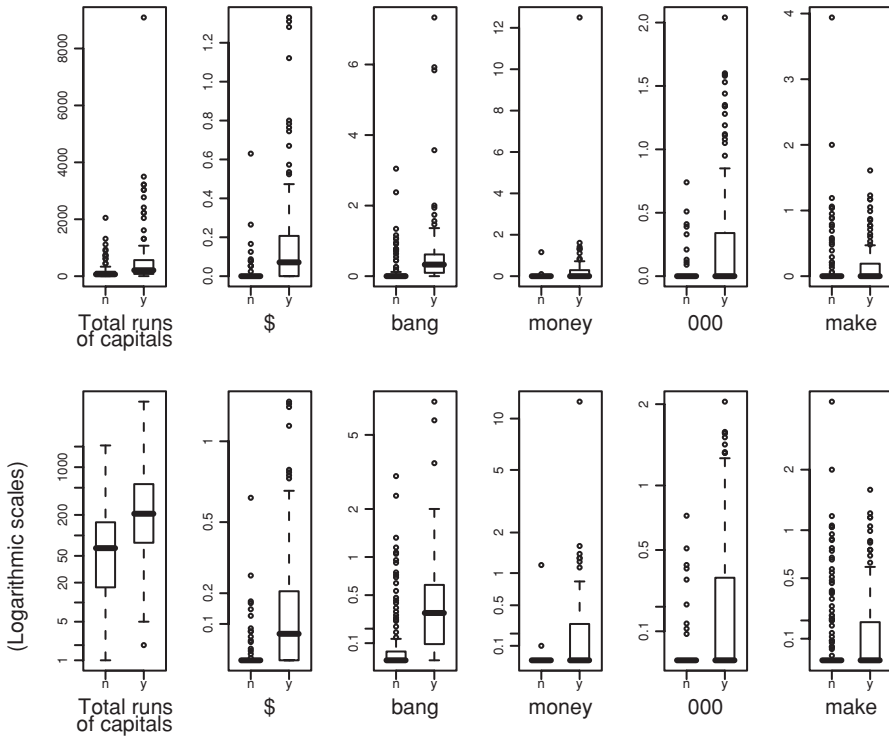 8000
6000
4000
2000
0
n y
Total runs
of capitals
1.2
1.0
0.8
0.6
0.4
0.2
0.0
n y
$
6
4
2
0
n y
bang
12
10
8
6
4
2
0
n y
money
2.0
1.5
1.0
0.5
0.0
n y
000
4
3
2
1
0
n y
make
(Logarithmic scales)
1000
200
50
20
5
1
n y
Total runs
of capitals
1
0.5
0.2
0.1
n y
$
5
2
1
0.5
0.1
n y
bang
10
5
2
1
0.5
0.1
n y
money
2
1
0.5
0.1
n y
000
2
1
0.5
0.1
n y
make